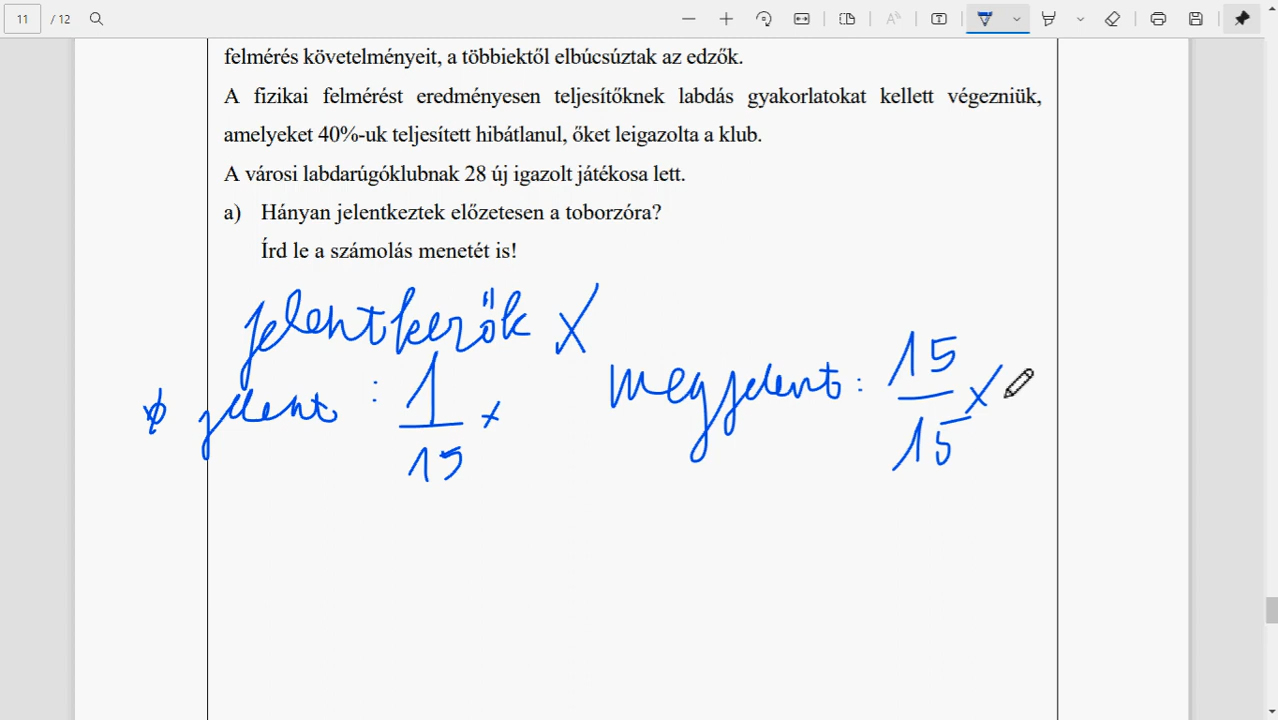 11 / 12
felmérés követelményeit, a többiektől elbúcsúztak az edzők.
A fizikai felmérést eredményesen teljesítőknek labdás gyakorlatokat kellett végezniük,
amelyeket 40%-uk teljesített hibátlanul, őket leigazolta a klub.
A városi labdarúgóklubnak 28 új igazolt játékosa lett.
a) Hányan jelentkeztek előzetesen a toborzóra?
Írd le a számolás menetét is!
jelentkezők x
jelent : 1/15 x
megjelent : 15/15 x